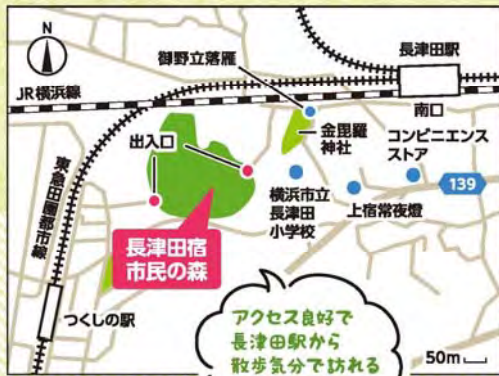 N
御野立落雁
長津田駅
JR横浜線
南口
出入口
金毘羅
神社
コンビニエンス
ストア
東急田園都市線
横浜市立
長津田
小学校
上宿常夜燈
139
長津田宿
市民の森
つくしの駅
アクセス良好で
長津田駅から
散歩気分で訪れる
50m